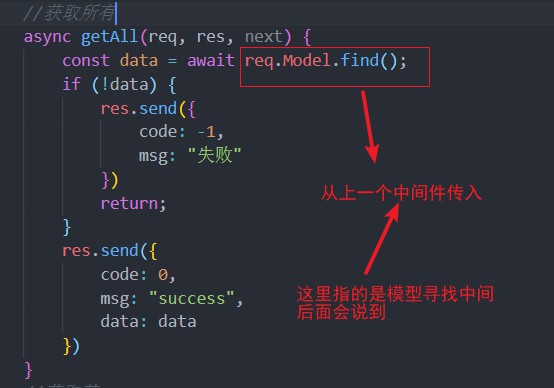 //获取所有
async getAll(req, res, next) {
const data = await req.Model.find();
if (!data) {
res.send({
code: -1,
msg: "失败"
})
return;
}
res.send({
code: 0,
msg: "success",
data: data
})
}
从上一个中间件传入
这里指的是模型寻找中间
后面会说到